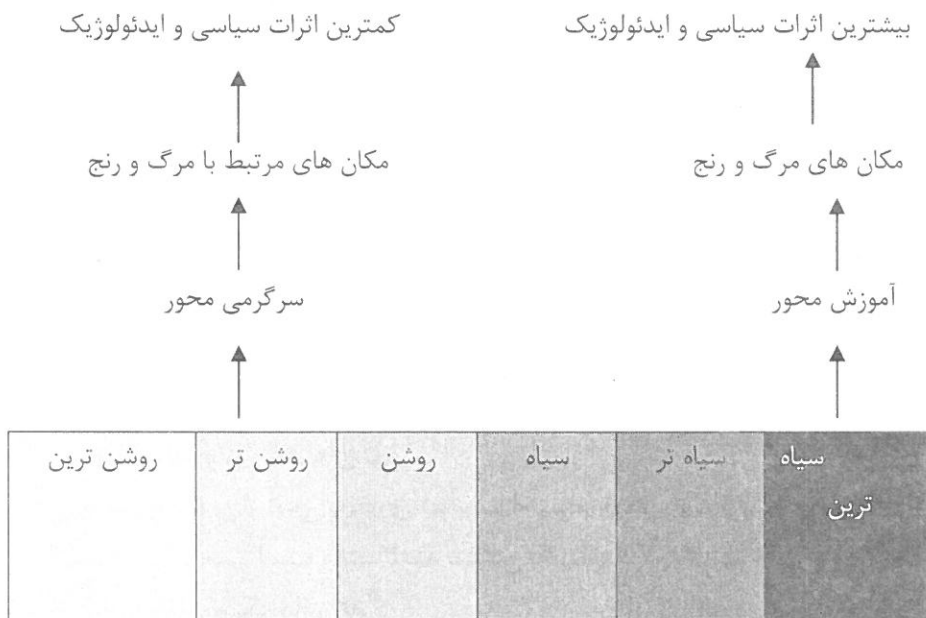 بیشترین اثرات سیاسی و ایدئولوژیک
کمترین اثرات سیاسی و ایدئولوژیک
مکان های مرگ و رنج
مکان های مرتبط با مرگ و رنج
آموزش محور
سرگرمی محور
سیاه ترین
سیاه تر
سیاه
روشن
روشن تر
روشن ترین